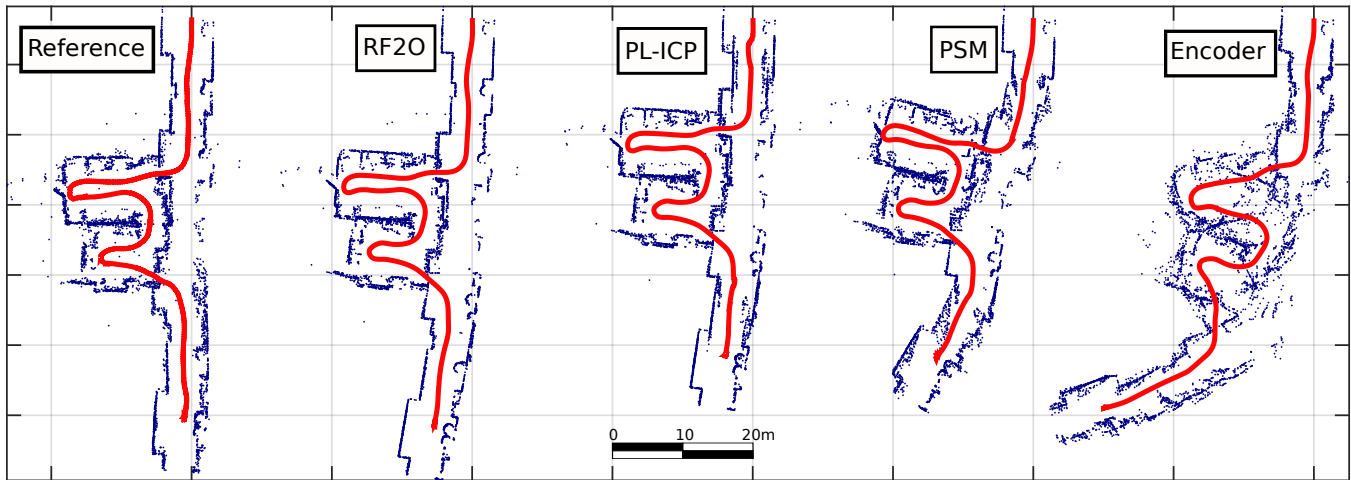 Reference
RF2O
PL-ICP
PSM
Encoder
0 10 20m